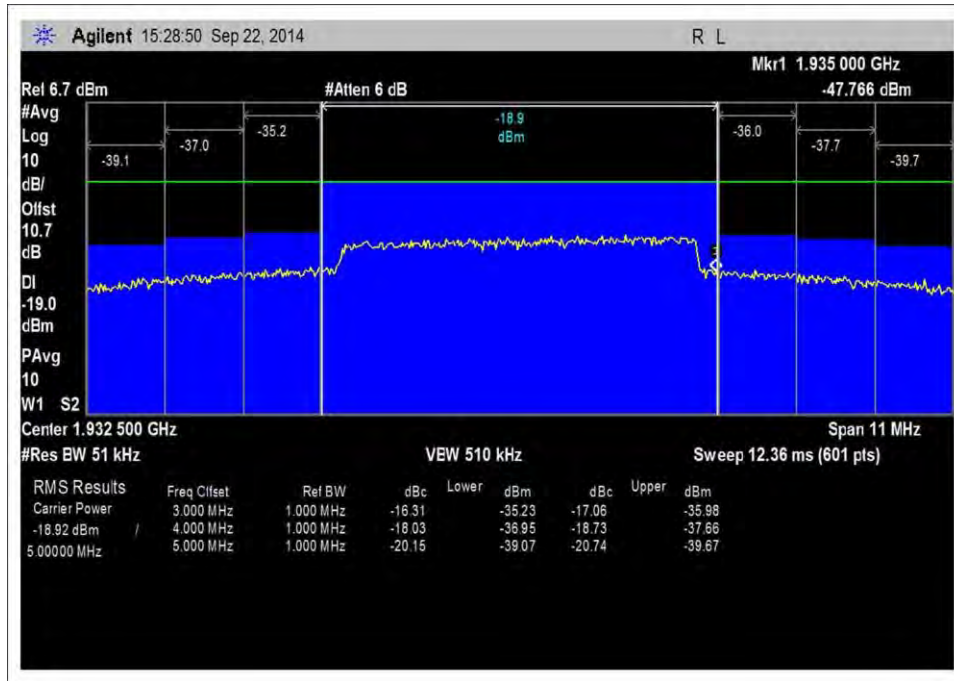 Agilent 15:28:50 Sep 22, 2014 R L
Mkr1 1.935 000 GHz
Ref 6.7 dBm #Atten 6 dB -47.766 dBm
#Avg
Log
10
dB/
Offst
10.7
dB
DI
-19.0
dBm
PAvg
10
W1 S2
-39.1 -37.0 -35.2 -18.9 dBm -36.0 -37.7 -39.7
Center 1.932 500 GHz Span 11 MHz
#Res BW 51 kHz VBW 510 kHz Sweep 12.36 ms (601 pts)
RMS Results Freq Offset Ref BW dBc Lower dBm dBc Upper dBm
Carrier Power 3.000 MHz 1.000 MHz -16.31 -35.23 -17.06 -35.98
-18.92 dBm / 4.000 MHz 1.000 MHz -18.03 -36.95 -18.73 -37.66
5.00000 MHz 5.000 MHz 1.000 MHz -20.15 -39.07 -20.74 -39.67